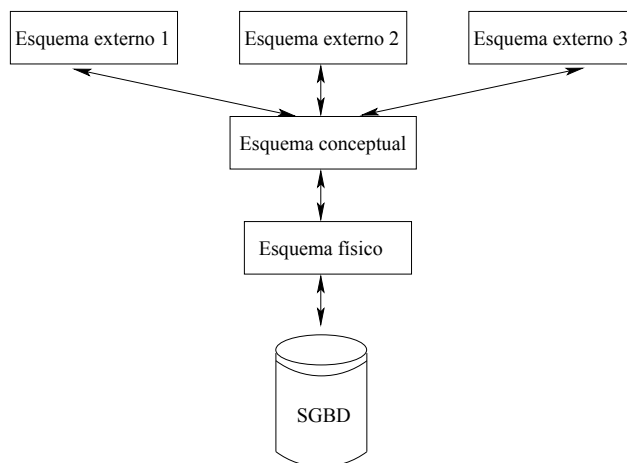 Esquema externo 1
Esquema externo 2
Esquema externo 3
Esquema conceptual
Esquema físico
SGBD